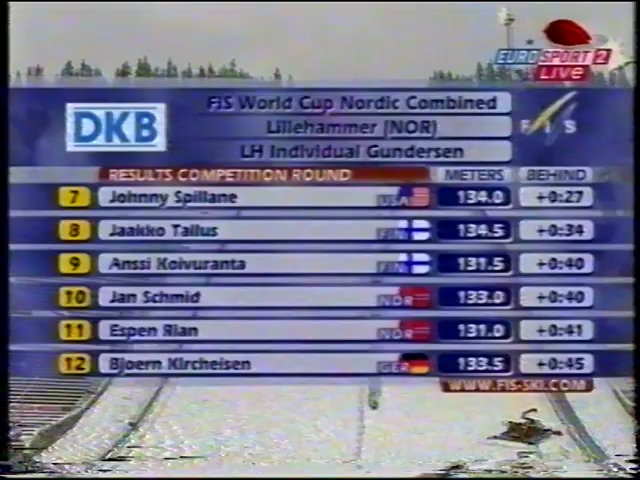 EUROSPORT 2
LIVE
DKB
FIS World Cup Nordic Combined
Lillehammer (NOR)
LH Individual Gundersen
FIS
RESULTS COMPETITION ROUND METERS BEHIND
7 Johnny Spillane USA 134.0 +0:27
8 Jaakko Tallus FIN 134.5 +0:34
9 Anssi Koivuranta FIN 131.5 +0:40
10 Jan Schmid NOR 133.0 +0:40
11 Espen Rian NOR 131.0 +0:41
12 Bjoern Kircheisen GER 133.5 +0:45
WWW.FIS-SKI.COM